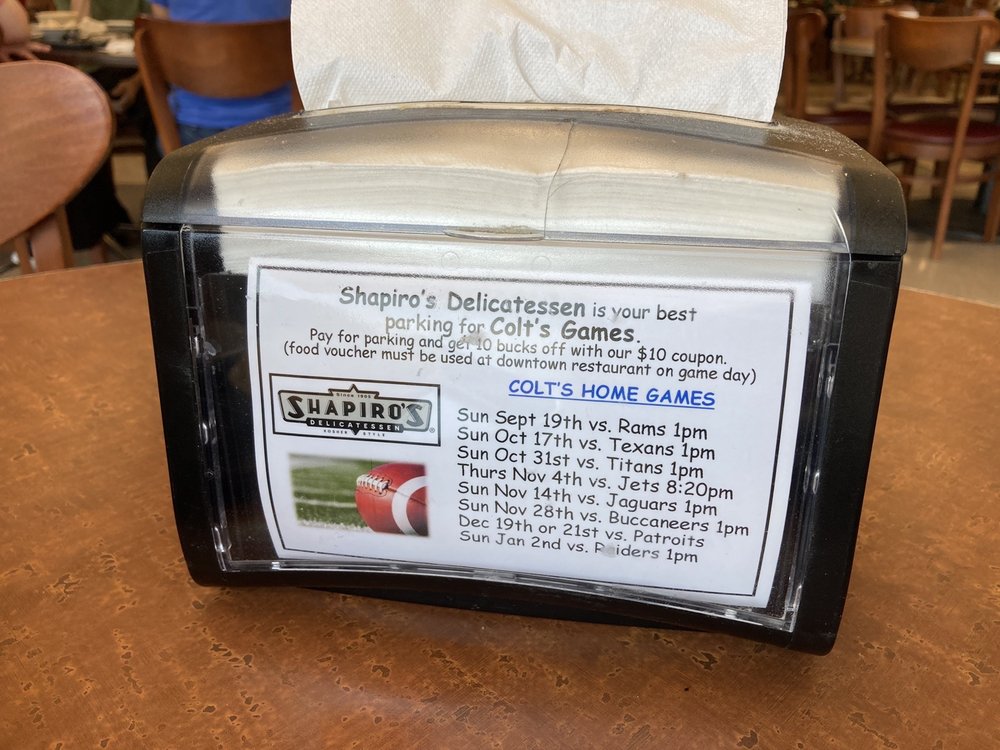 Shapiro's Delicatessen is your best
parking for Colt's Games.
Pay for parking and get 10 bucks off with our $10 coupon.
(food voucher must be used at downtown restaurant on game day)
Since 1905
SHAPIRO'S
DELICATESSEN
KOSHER STYLE
COLT'S HOME GAMES
Sun Sept 19th vs. Rams 1pm
Sun Oct 17th vs. Texans 1pm
Sun Oct 31st vs. Titans 1pm
Thurs Nov 4th vs. Jets 8:20pm
Sun Nov 14th vs. Jaguars 1pm
Sun Nov 28th vs. Buccaneers 1pm
Dec 19th or 21st vs. Patroits
Sun Jan 2nd vs. Raiders 1pm